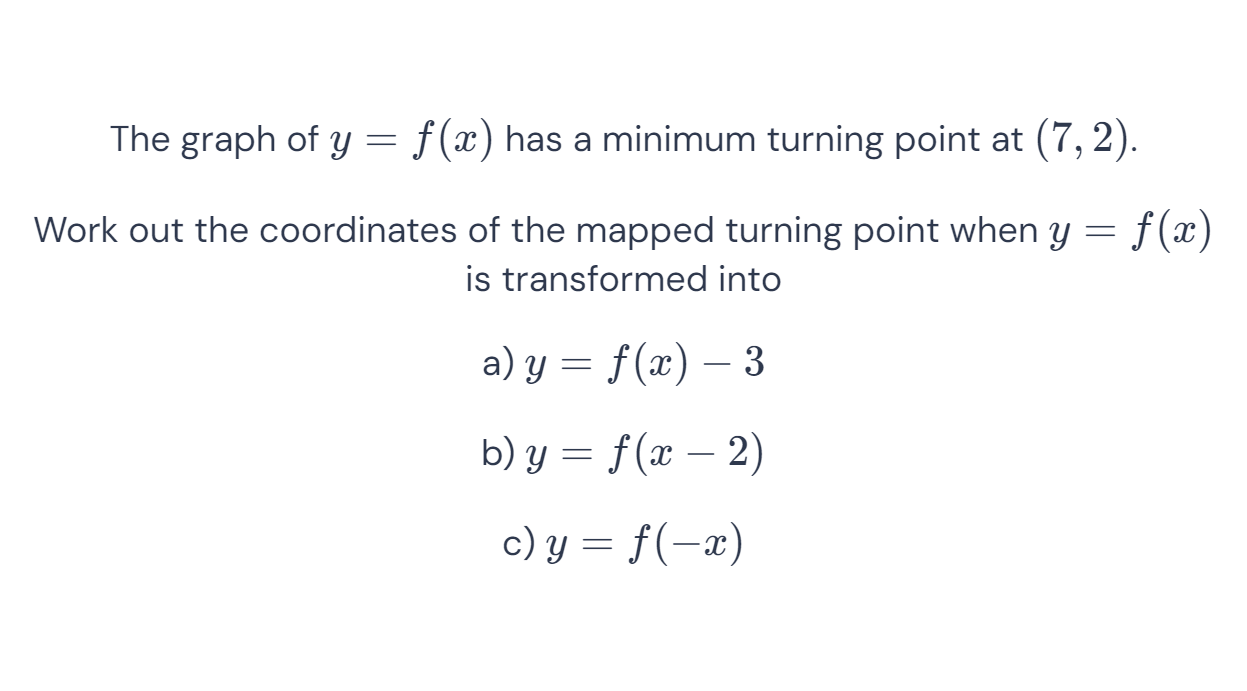 The graph of y = f(x) has a minimum turning point at (7, 2).
Work out the coordinates of the mapped turning point when y = f(x)
is transformed into
a) y = f(x) − 3
b) y = f(x − 2)
c) y = f(−x)